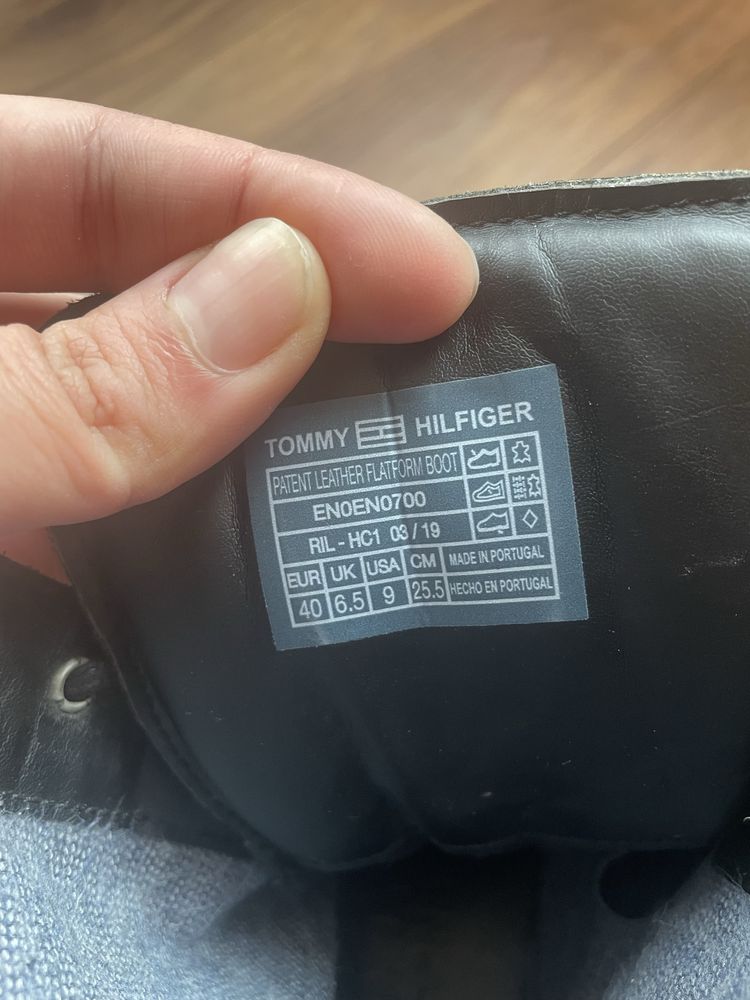 TOMMY HILFIGER
PATENT LEATHER FLATFORM BOOT
EN0EN0700
RIL - HC1 03 / 19
EUR UK USA CM MADE IN PORTUGAL
40 6.5 9 25.5 HECHO EN PORTUGAL